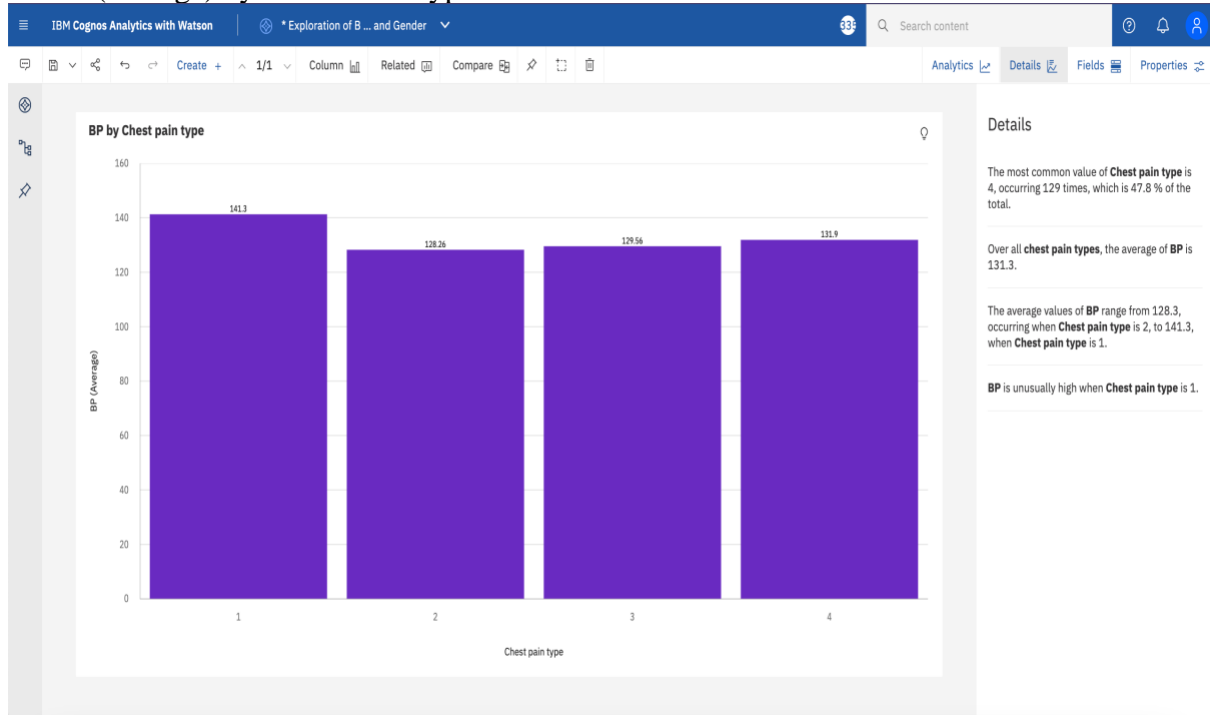 IBM Cognos Analytics with Watson
* Exploration of B ... and Gender
Search content
Create +
1/1
Column
Related
Compare
Analytics
Details
Fields
Properties
BP by Chest pain type
160
140
120
100
80
60
40
20
0
BP (Average)
141.3
128.26
129.56
131.9
1
2
3
4
Chest pain type
Details
The most common value of Chest pain type is
4, occurring 129 times, which is 47.8 % of the
total.
Over all chest pain types, the average of BP is
131.3.
The average values of BP range from 128.3,
occurring when Chest pain type is 2, to 141.3,
when Chest pain type is 1.
BP is unusually high when Chest pain type is 1.